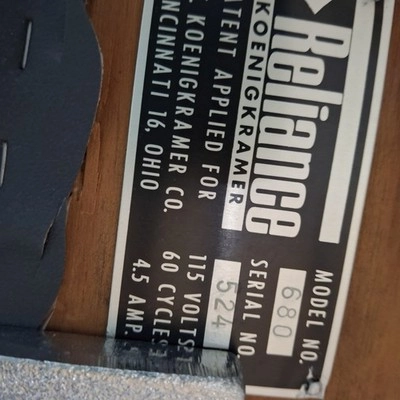 Reliance
KOENIGKRAMER
PATENT APPLIED FOR
KOENIGKRAMER CO.
CINCINNATI 16, OHIO
MODEL NO.
680
SERIAL NO.
524
115 VOLTS
60 CYCLES
4.5 AMP